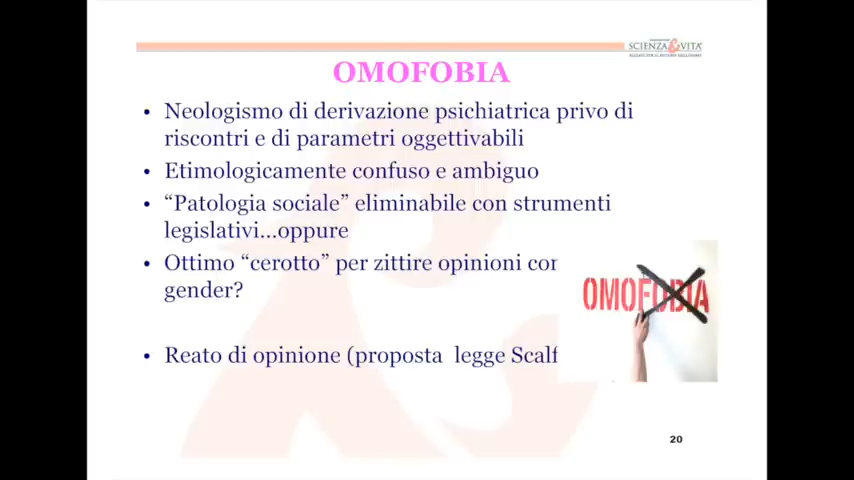 SCIENZA&VITA
OMOFOBIA
• Neologismo di derivazione psichiatrica privo di
riscontri e di parametri oggettivabili
• Etimologicamente confuso e ambiguo
• “Patologia sociale” eliminabile con strumenti
legislativi…oppure
• Ottimo “cerotto” per zittire opinioni con
gender?
OMOFOBIA
• Reato di opinione (proposta legge Scalf
20